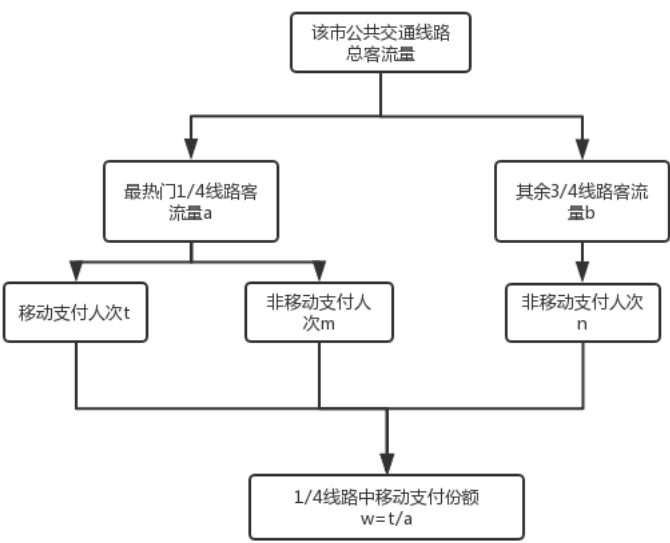 该市公共交通线路
总客流量
最热门1/4线路客
流量a
其余3/4线路客流
量b
移动支付人次t
非移动支付人
次m
非移动支付人次
n
1/4线路中移动支付份额
w=t/a